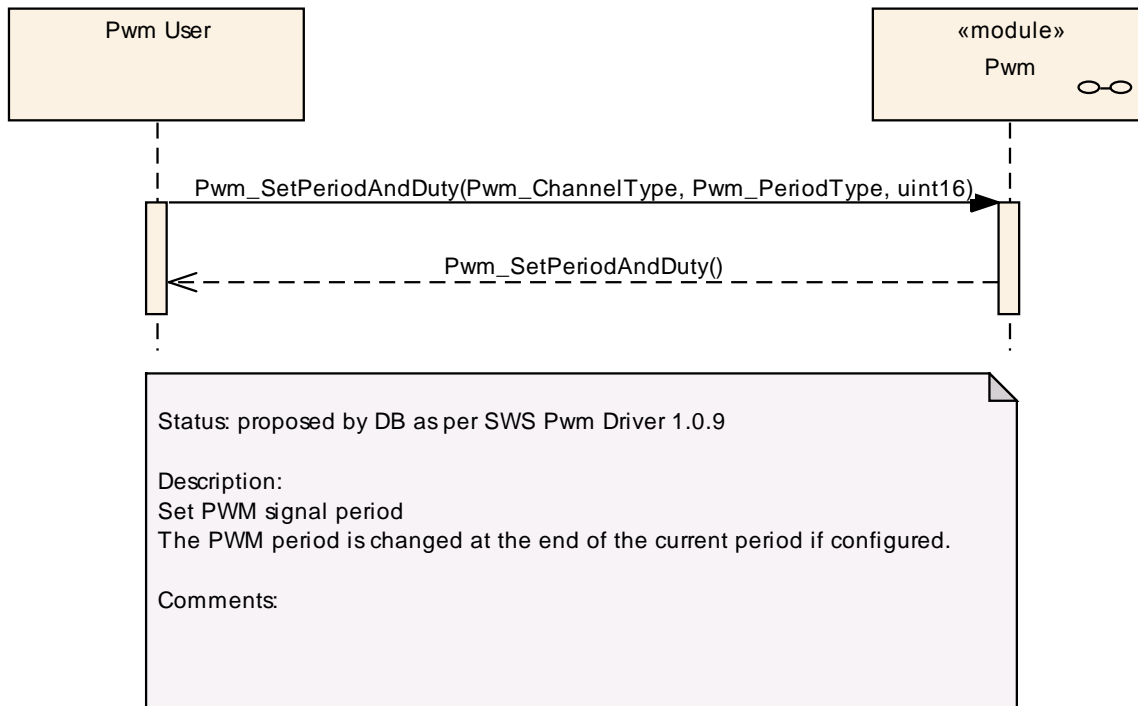 Pwm User
«module»
Pwm
Pwm_SetPeriodAndDuty(Pwm_ChannelType, Pwm_PeriodType, uint16)
Pwm_SetPeriodAndDuty()
Status: proposed by DB as per SWS Pwm Driver 1.0.9
Description:
Set PWM signal period
The PWM period is changed at the end of the current period if configured.
Comments: